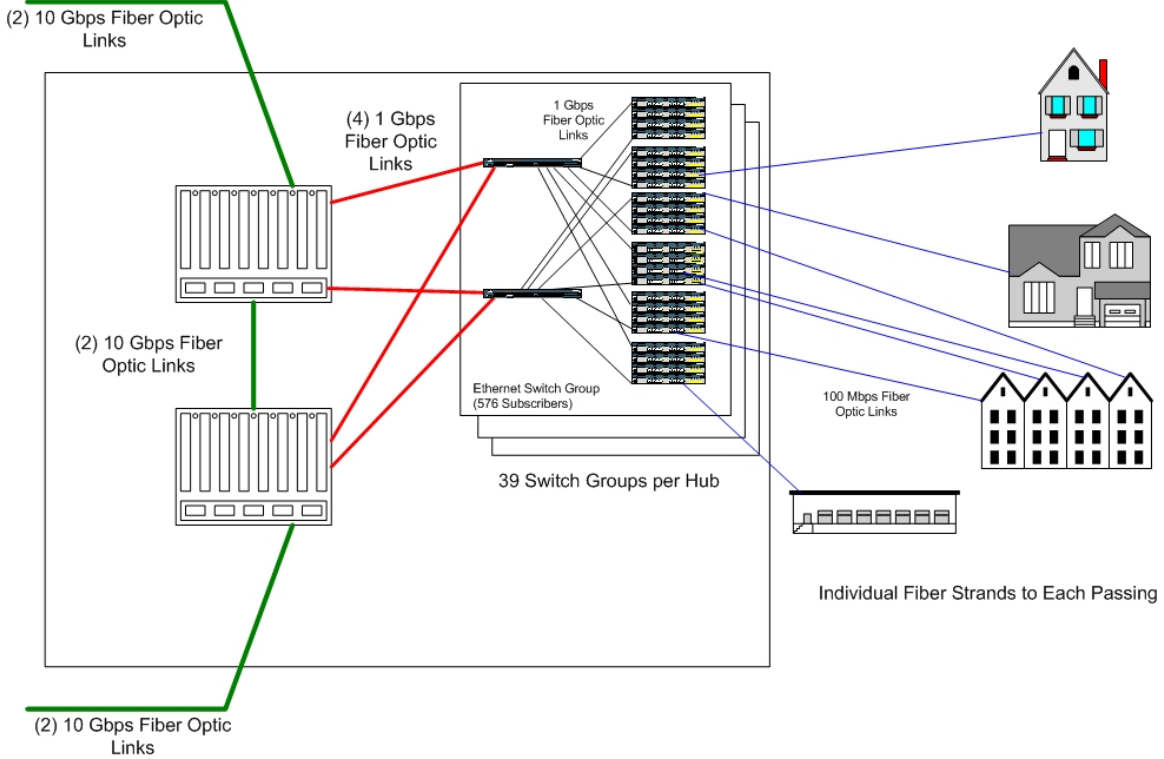 (2) 10 Gbps Fiber Optic
Links
(4) 1 Gbps
Fiber Optic
Links
1 Gbps
Fiber Optic
Links
(2) 10 Gbps Fiber
Optic Links
Ethernet Switch Group
(576 Subscribers)
100 Mbps Fiber
Optic Links
39 Switch Groups per Hub
Individual Fiber Strands to Each Passing
(2) 10 Gbps Fiber Optic
Links